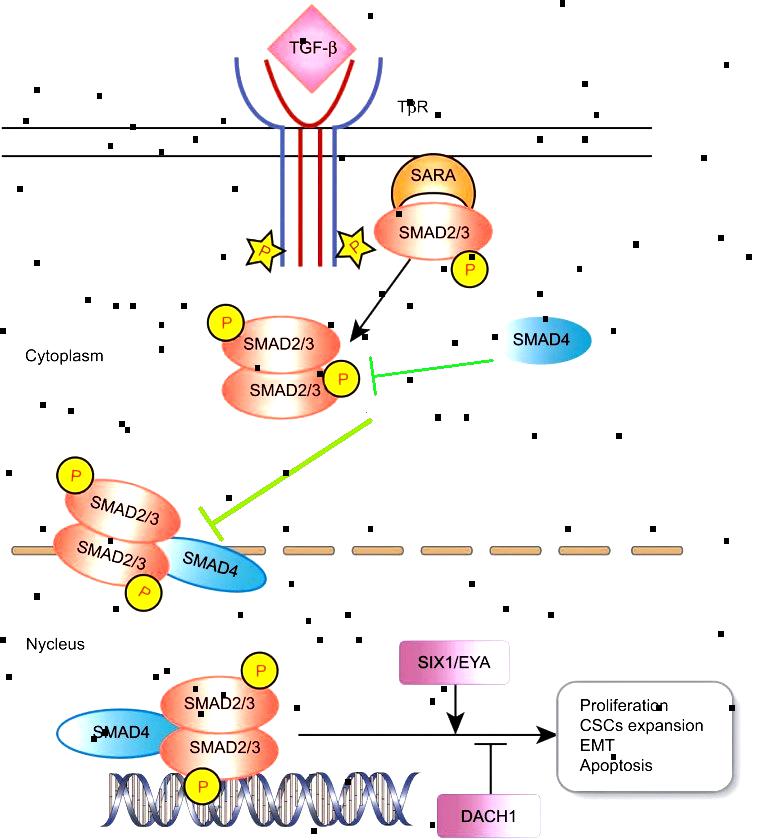 TGF-β
TβR
SARA
SMAD2/3
P
P
P
P
SMAD2/3
SMAD4
Cytoplasm
SMAD2/3
P
P
SMAD2/3
SMAD2/3
SMAD4
P
Nycleus
SIX1/EYA
P
SMAD2/3
Proliferation
CSCs expansion
EMT
Apoptosis
SMAD4
SMAD2/3
P
DACH1